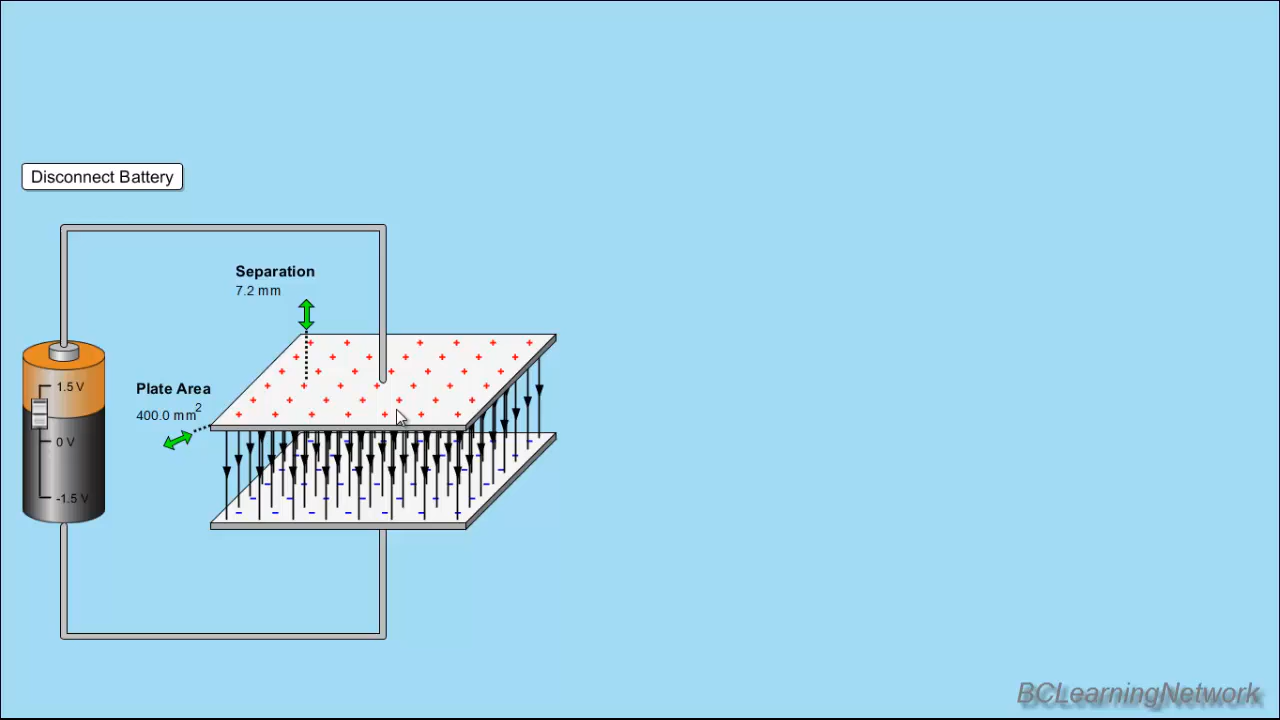 Disconnect Battery
Separation
7.2 mm
1.5 V
Plate Area
400.0 mm2
0 V
-1.5 V
BCLearningNetwork